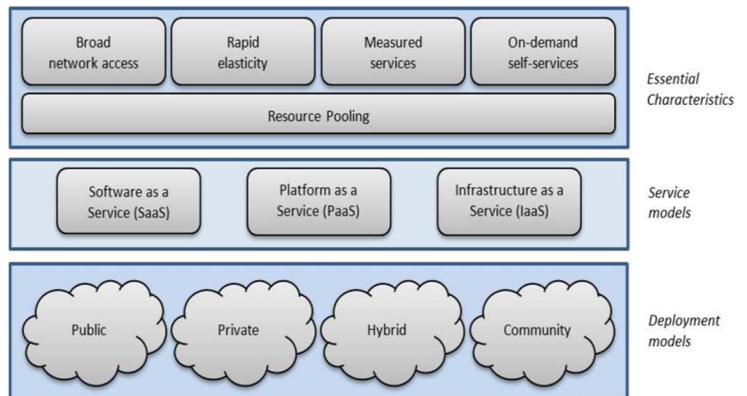 Broad
network access
Rapid
elasticity
Measured
services
On-demand
self-services
Resource Pooling
Essential
Characteristics
Software as a
Service (SaaS)
Platform as a
Service (PaaS)
Infrastructure as a
Service (IaaS)
Service
models
Public
Private
Hybrid
Community
Deployment
models